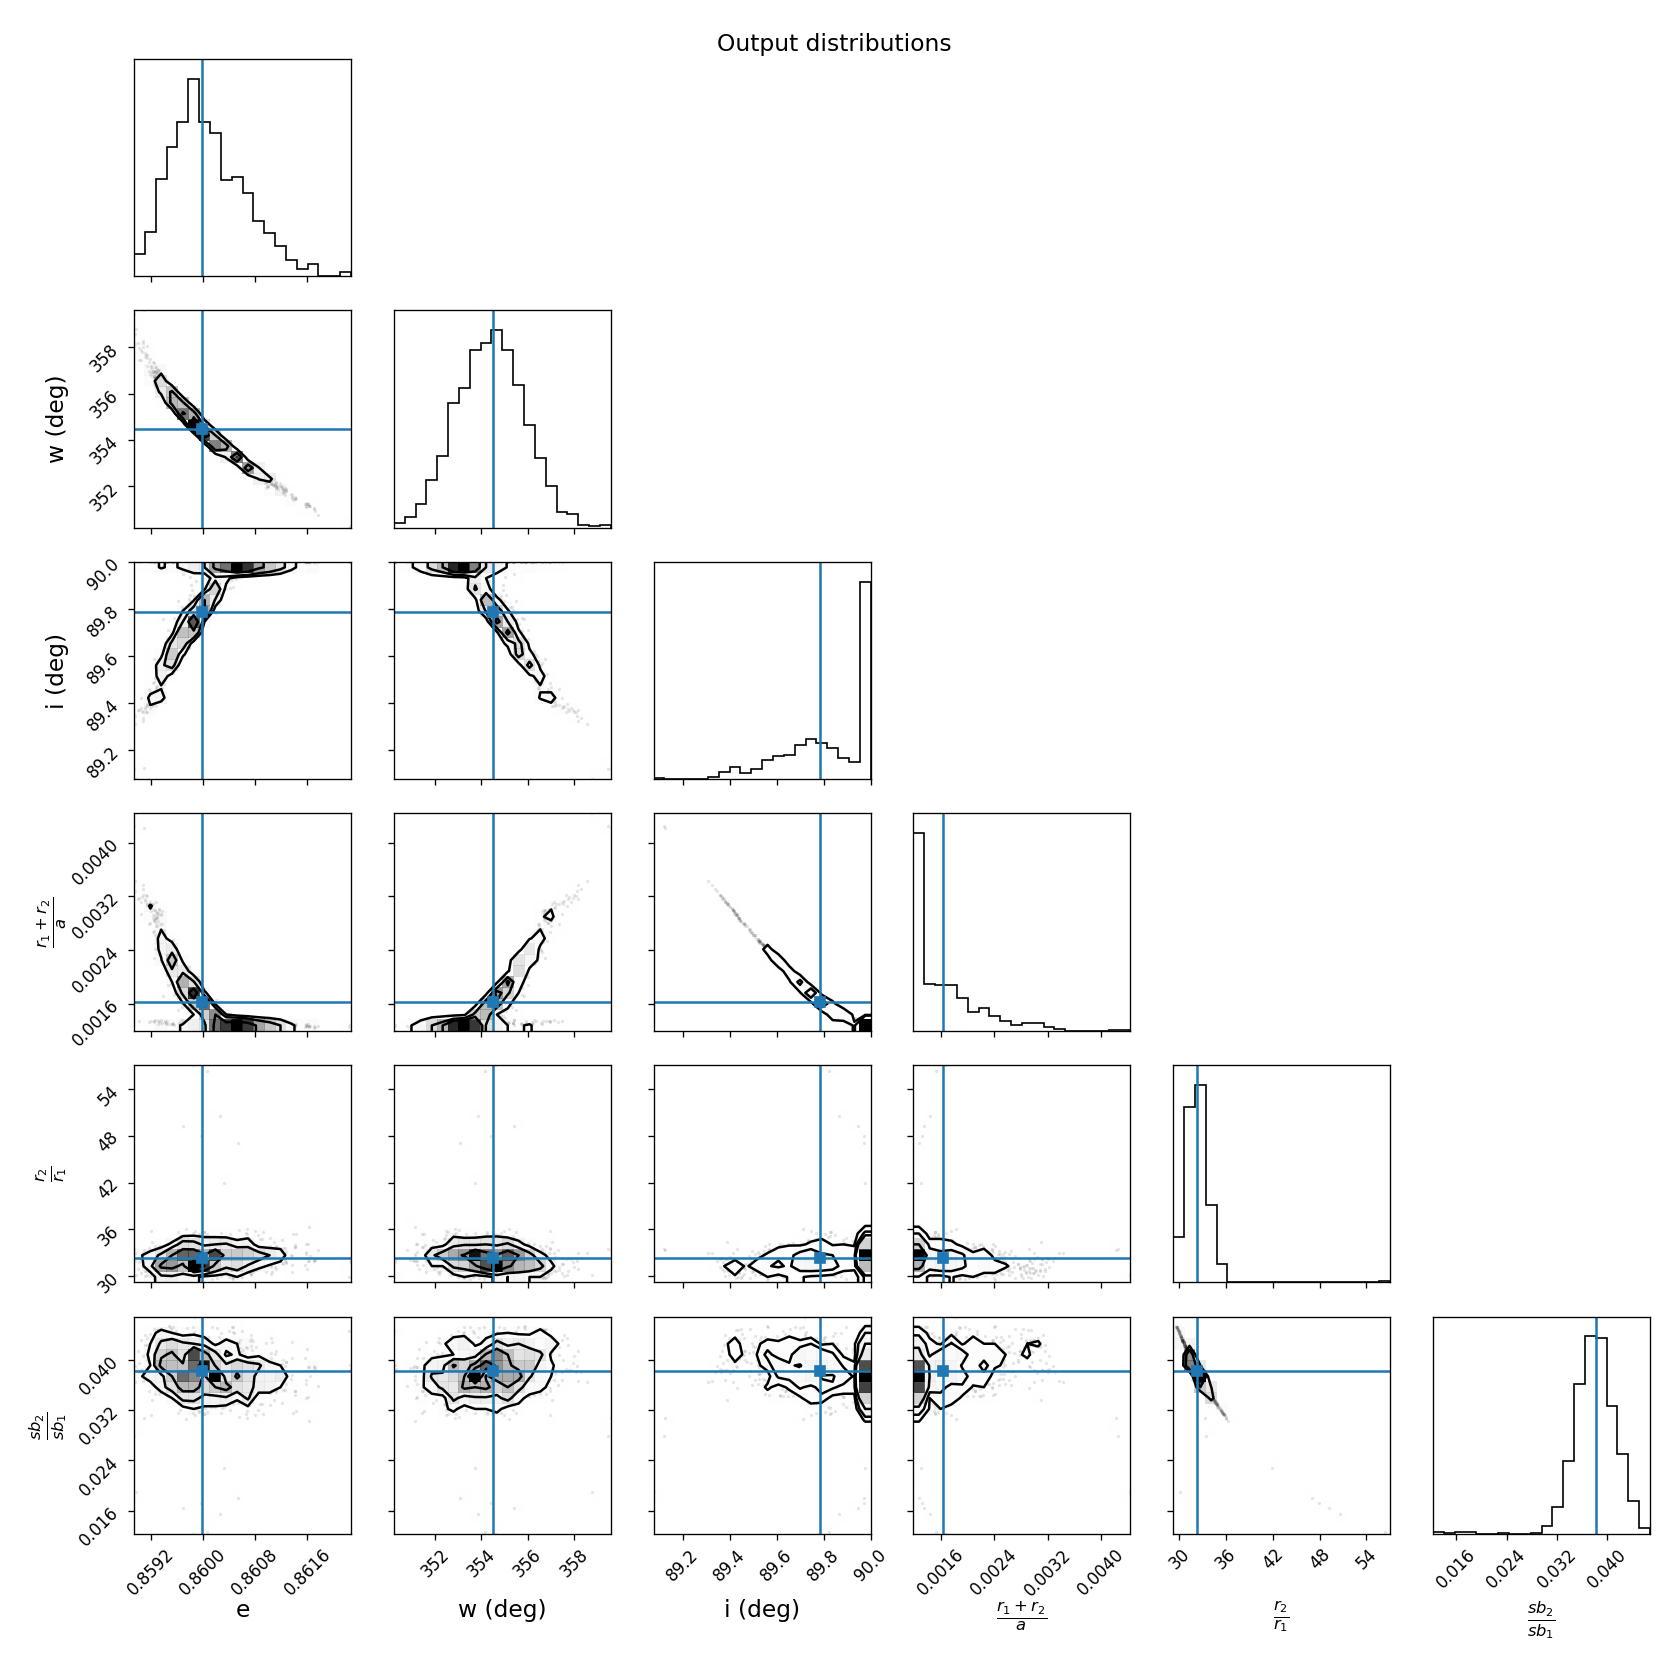 Output distributions
w (deg)
358
356
354
352
i (deg)
90.0
89.8
89.6
89.4
89.2
r1 + r2
a
0.0040
0.0032
0.0024
0.0016
r2
r1
54
48
42
36
30
sb2
sb1
0.040
0.032
0.024
0.016
0.8592 0.8600 0.8608 0.8616
352 354 356 358
89.2 89.4 89.6 89.8 90.0
0.0016 0.0024 0.0032 0.0040
30 36 42 48 54
0.016 0.024 0.032 0.040
e
w (deg)
i (deg)
r1 + r2
a
r2
r1
sb2
sb1